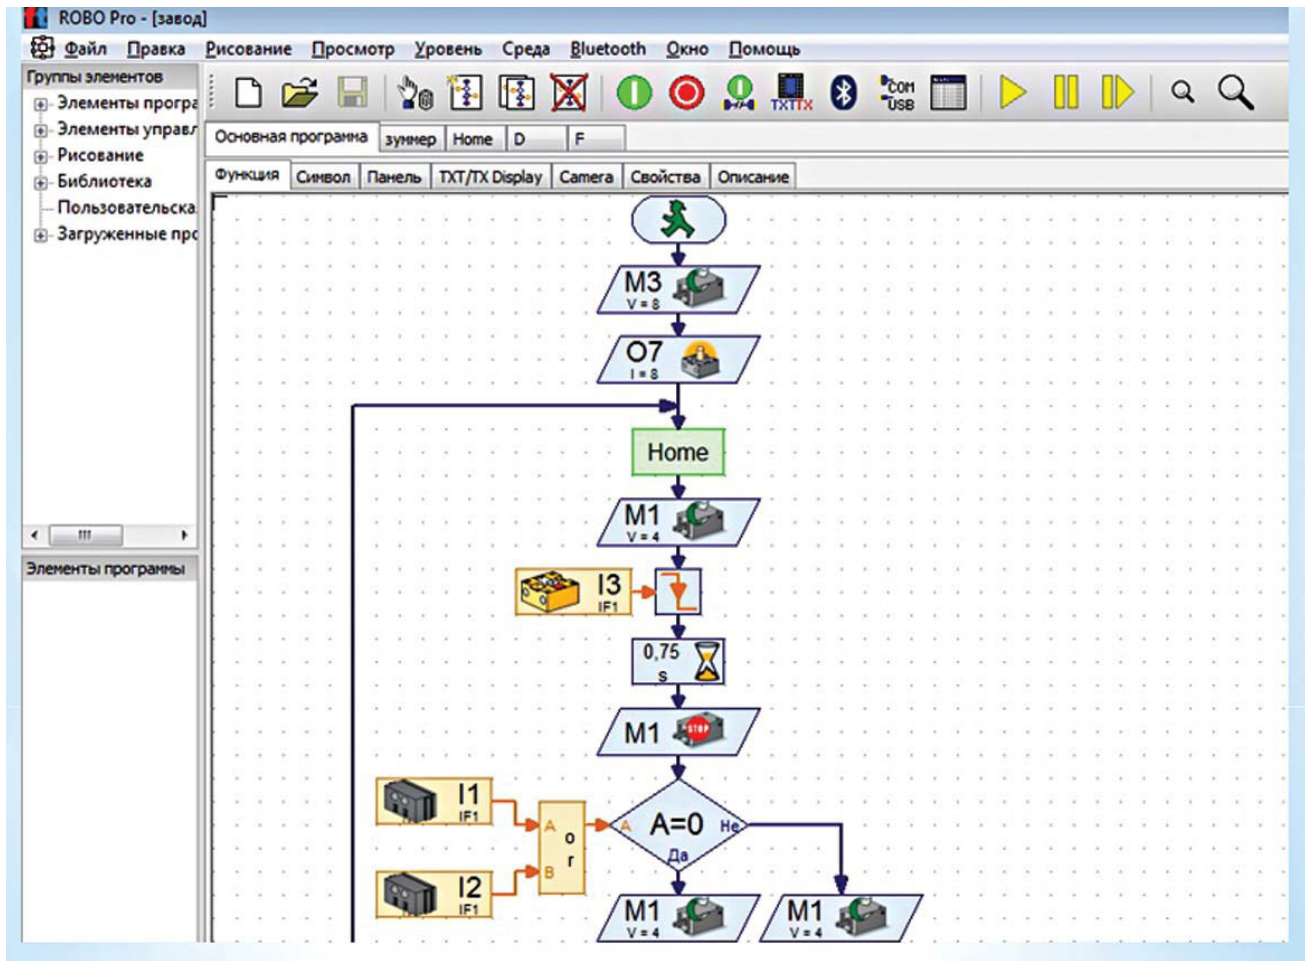 ROBO Pro - [завод]
Файл Правка Рисование Просмотр Уровень Среда Bluetooth Окно Помощь
Группы элементов
Элементы програ
Элементы управл
Рисование
Библиотека
Пользовательска
Загруженные прс
TXT TX
COM
USB
Основная программа зуммер Home D F
Функция Символ Панель TXT/TX Display Camera Свойства Описание
M3
V = 8
O7
I = 8
Home
M1
V = 4
I3
IF1
0,75
s
M1
STOP
I1
IF1
A
B
o
r
A
A=0
Не
Да
I2
IF1
M1
V = 4
M1
V = 4
Элементы программы